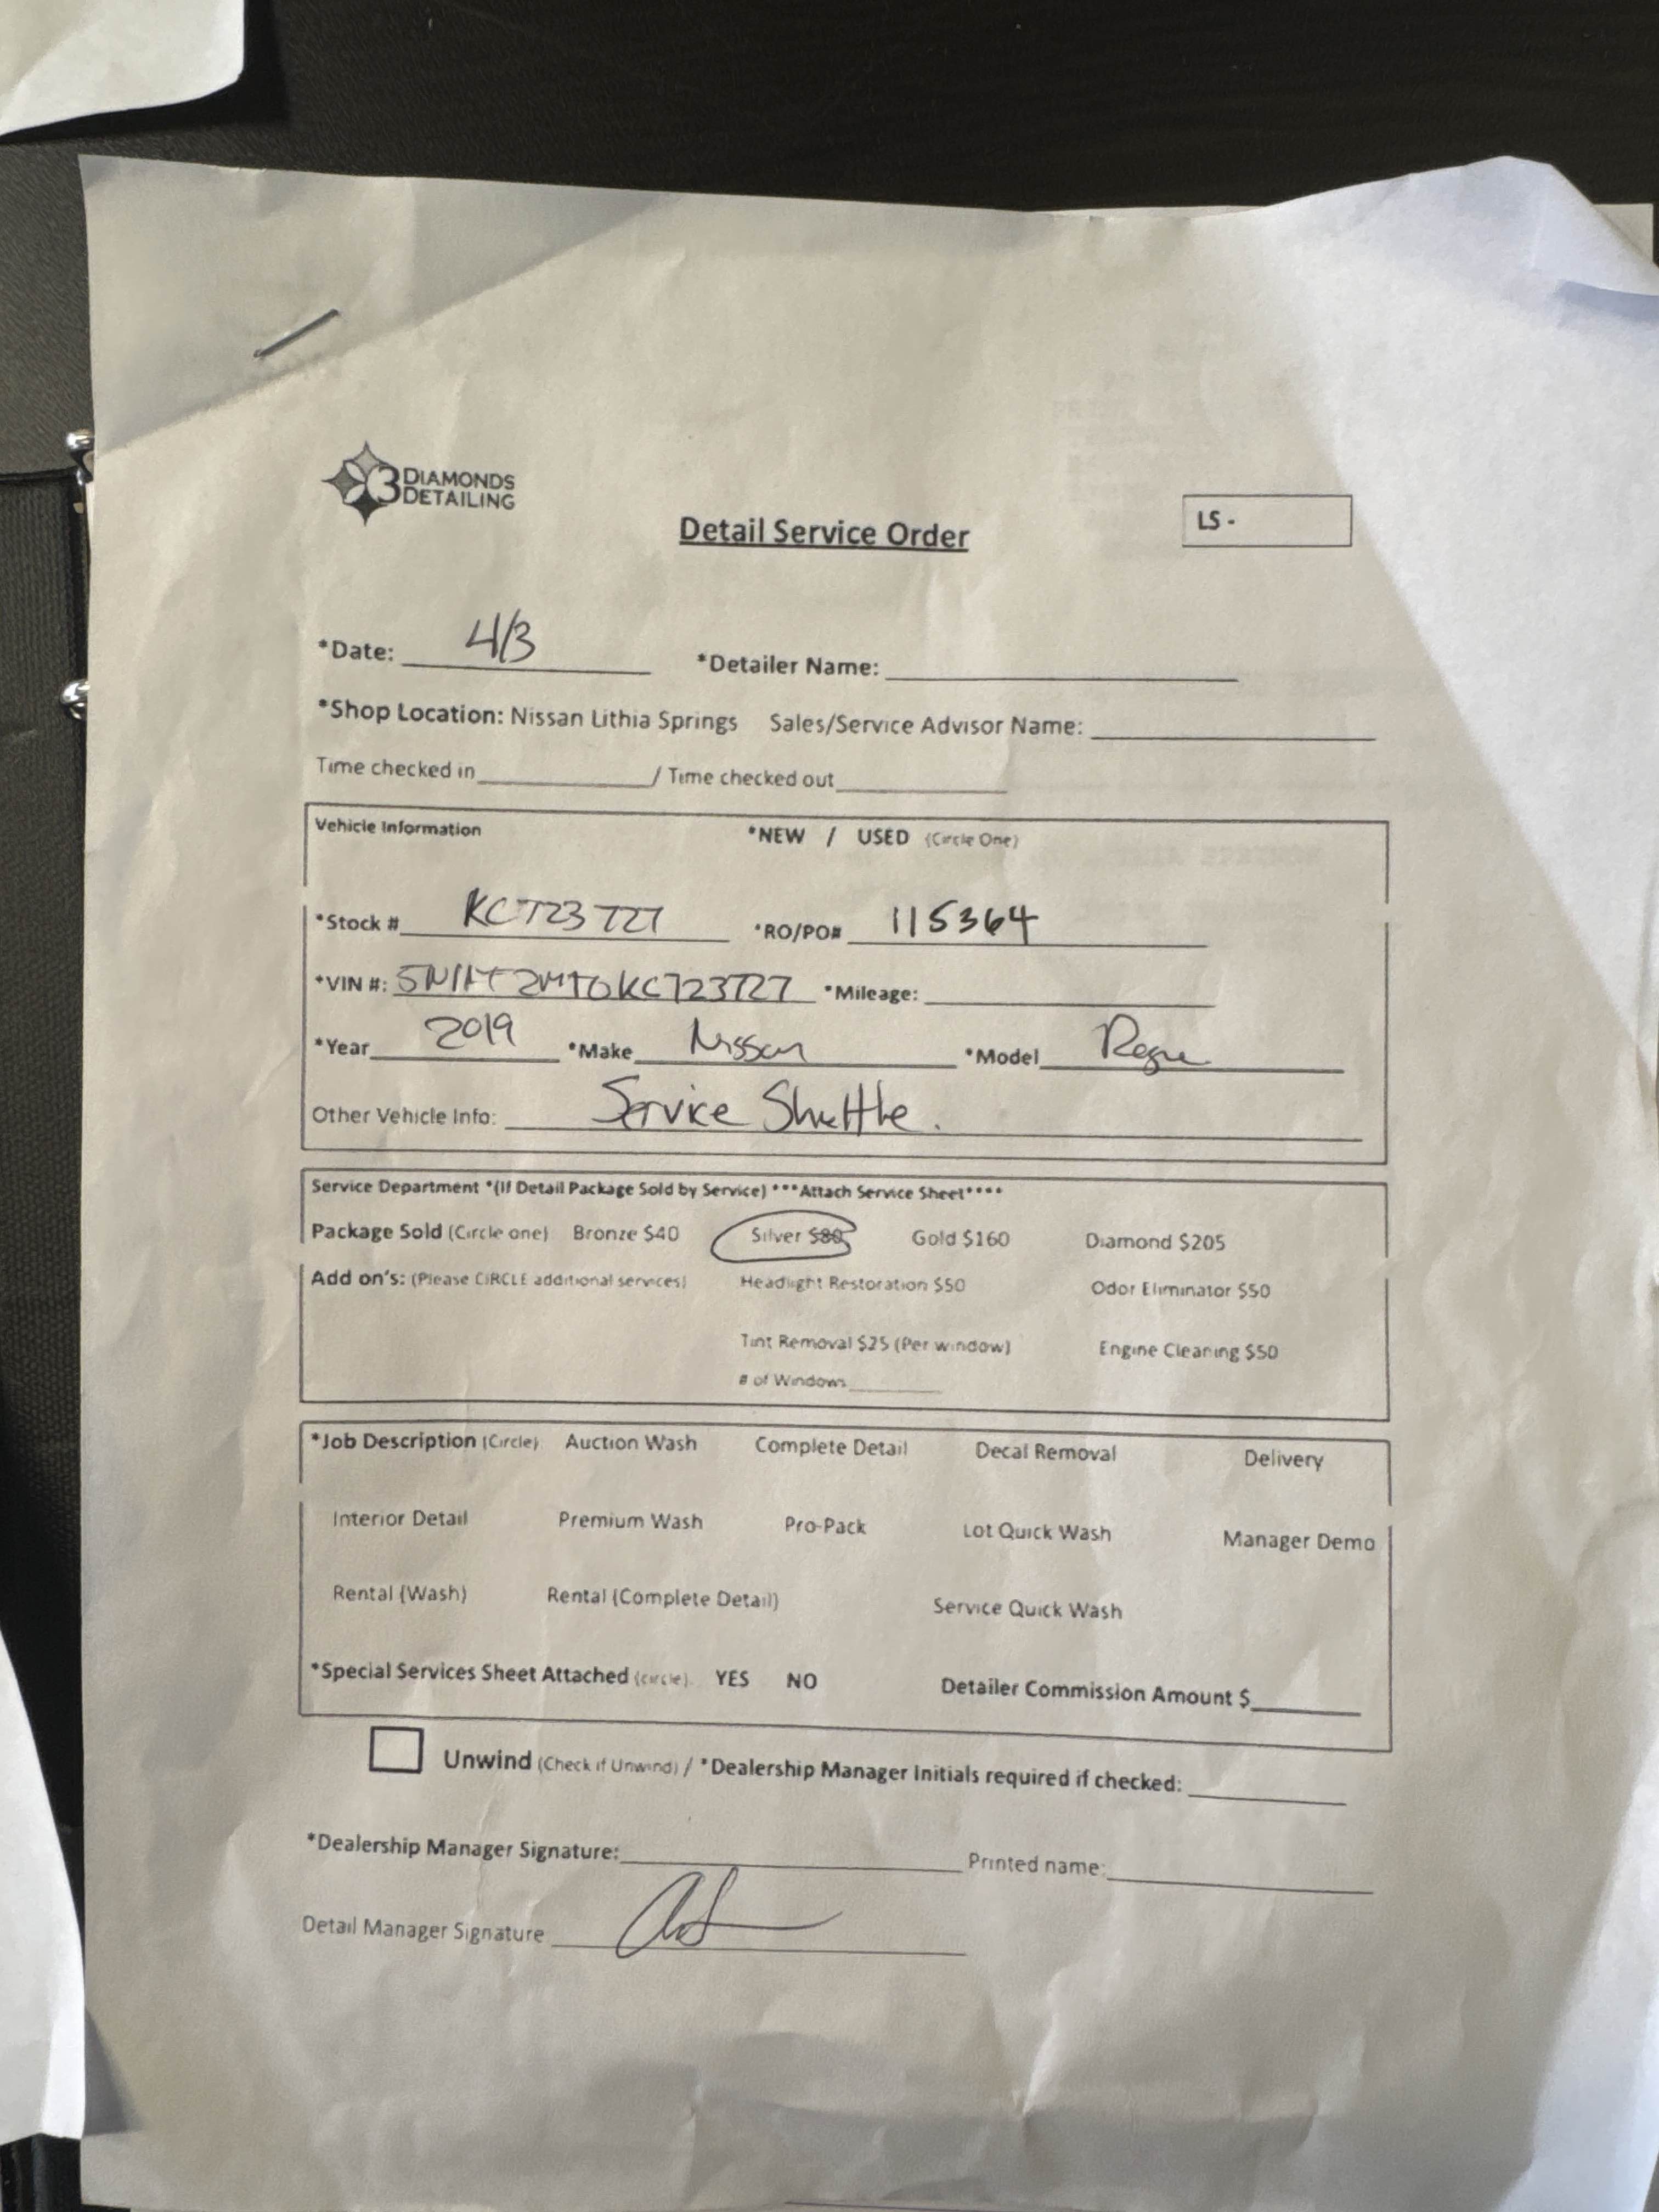 3 DIAMONDS
DETAILING
Detail Service Order
LS -
*Date: 4/3 *Detailer Name:
*Shop Location: Nissan Lithia Springs Sales/Service Advisor Name:
Time checked in / Time checked out
Vehicle Information *NEW / USED (Circle One)
*Stock # KC723727 *RO/PO# 115364
*VIN #: 5N1AT2MT0KC723727 *Mileage:
*Year 2019 *Make Nissan *Model Rogue
Other Vehicle Info: Service Shuttle.
Service Department *(If Detail Package Sold by Service) ***Attach Service Sheet****
Package Sold (Circle one) Bronze $40 Silver $80 Gold $160 Diamond $205
Add on's: (Please CIRCLE additional services) Headlight Restoration $50 Odor Eliminator $50
Tint Removal $25 (Per window) Engine Cleaning $50
# of Windows
*Job Description (Circle) Auction Wash Complete Detail Decal Removal Delivery
Interior Detail Premium Wash Pro-Pack Lot Quick Wash Manager Demo
Rental (Wash) Rental (Complete Detail) Service Quick Wash
*Special Services Sheet Attached (circle) YES NO Detailer Commission Amount $
Unwind (Check if Unwind) / *Dealership Manager Initials required if checked:
*Dealership Manager Signature: Printed name:
Detail Manager Signature